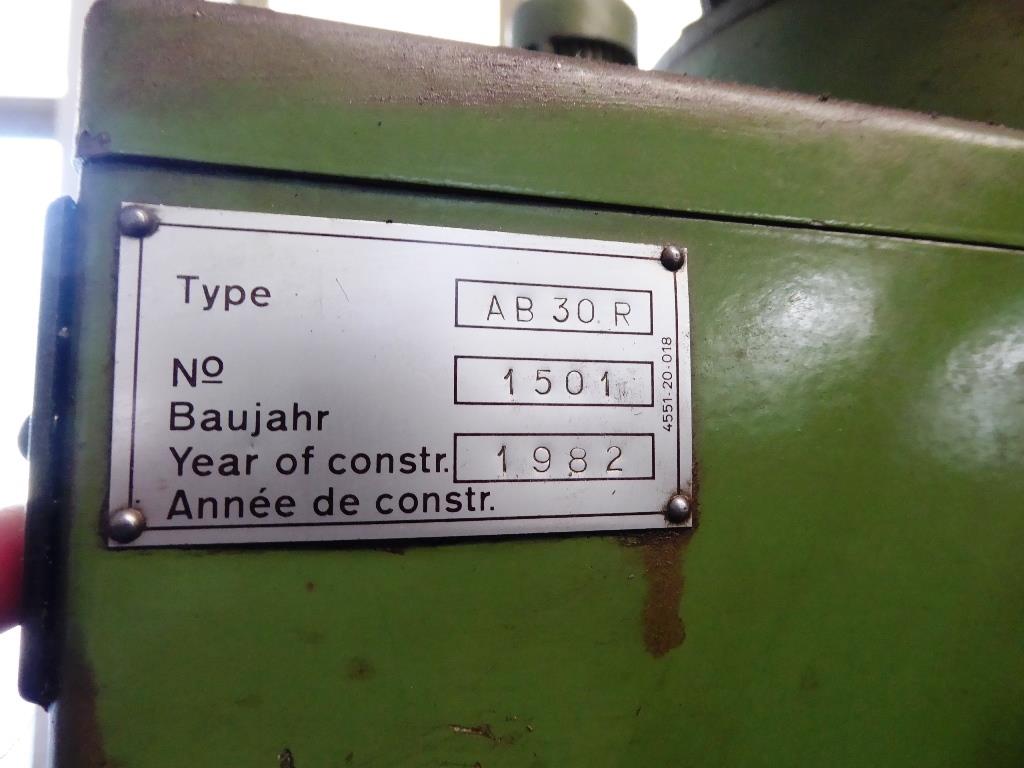 Type AB 30 R
Nº 1501
Baujahr
Year of constr. 1982
Année de constr.
4551-20-018